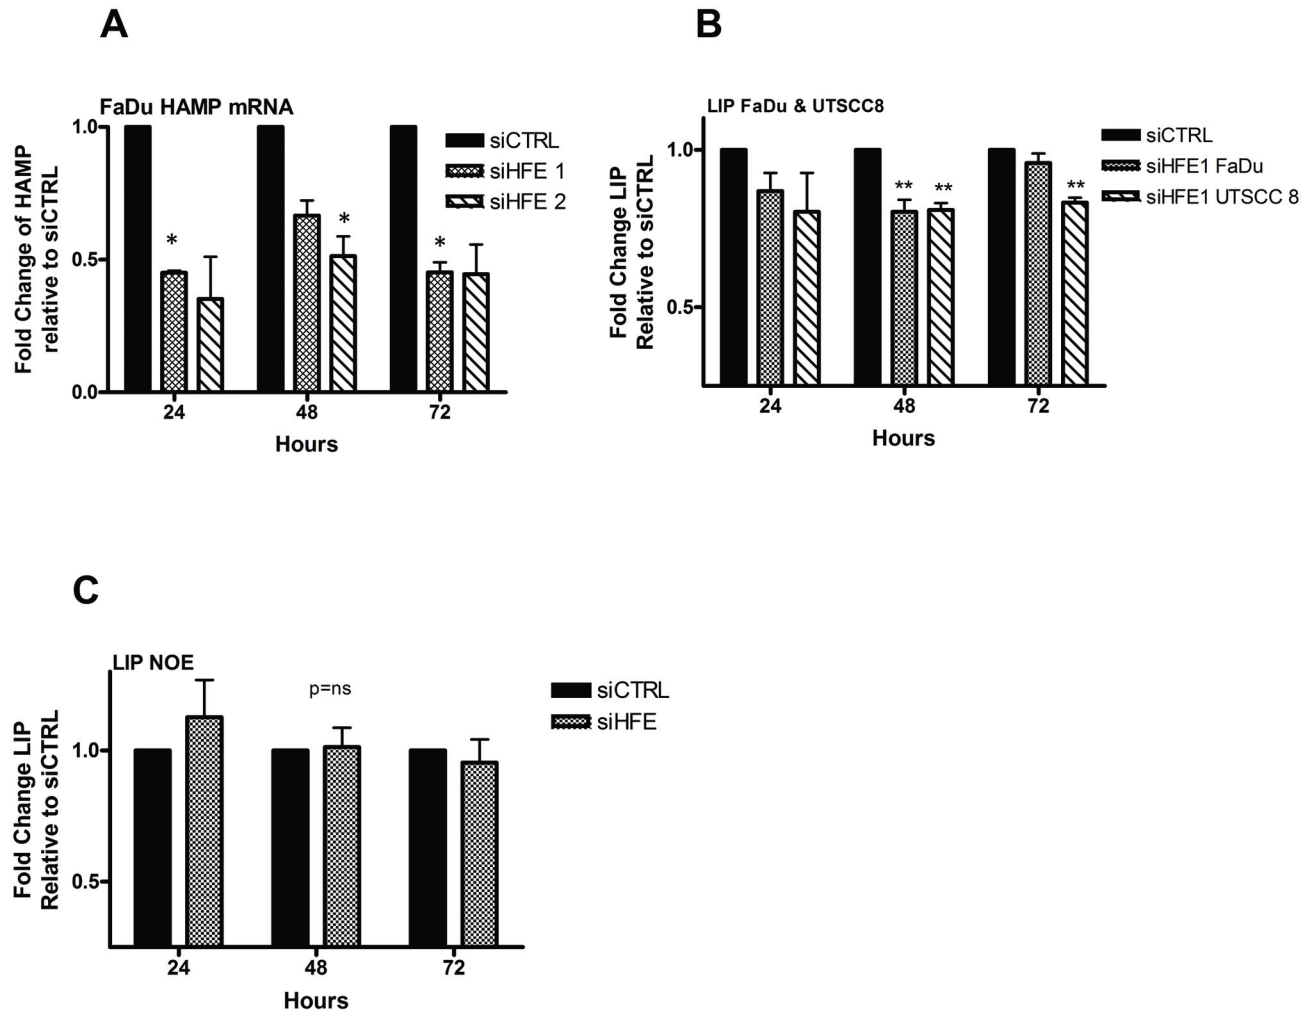 A
FaDu HAMP mRNA
Fold Change of HAMP
relative to siCTRL
1.0
0.5
0.0
*
*
*
24
48
72
Hours
siCTRL
siHFE 1
siHFE 2
B
LIP FaDu & UTSCC8
Fold Change LIP
Relative to siCTRL
1.0
0.5
**
**
**
24
48
72
Hours
siCTRL
siHFE1 FaDu
siHFE1 UTSCC 8
C
LIP NOE
Fold Change LIP
Relative to siCTRL
1.0
0.5
p=ns
24
48
72
Hours
siCTRL
siHFE